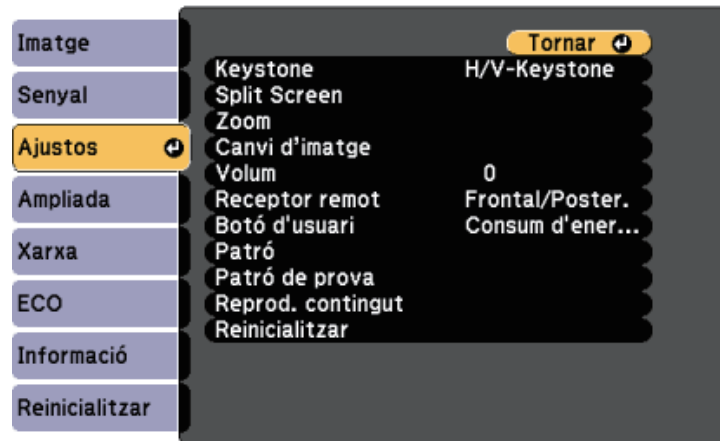 Imatge
Senyal
Ajustos
Ampliada
Xarxa
ECO
Informació
Reinicialitzar
Tornar
Keystone H/V-Keystone
Split Screen
Zoom
Canvi d'imatge
Volum 0
Receptor remot Frontal/Poster.
Botó d'usuari Consum d'ener...
Patró
Patró de prova
Reprod. contingut
Reinicialitzar